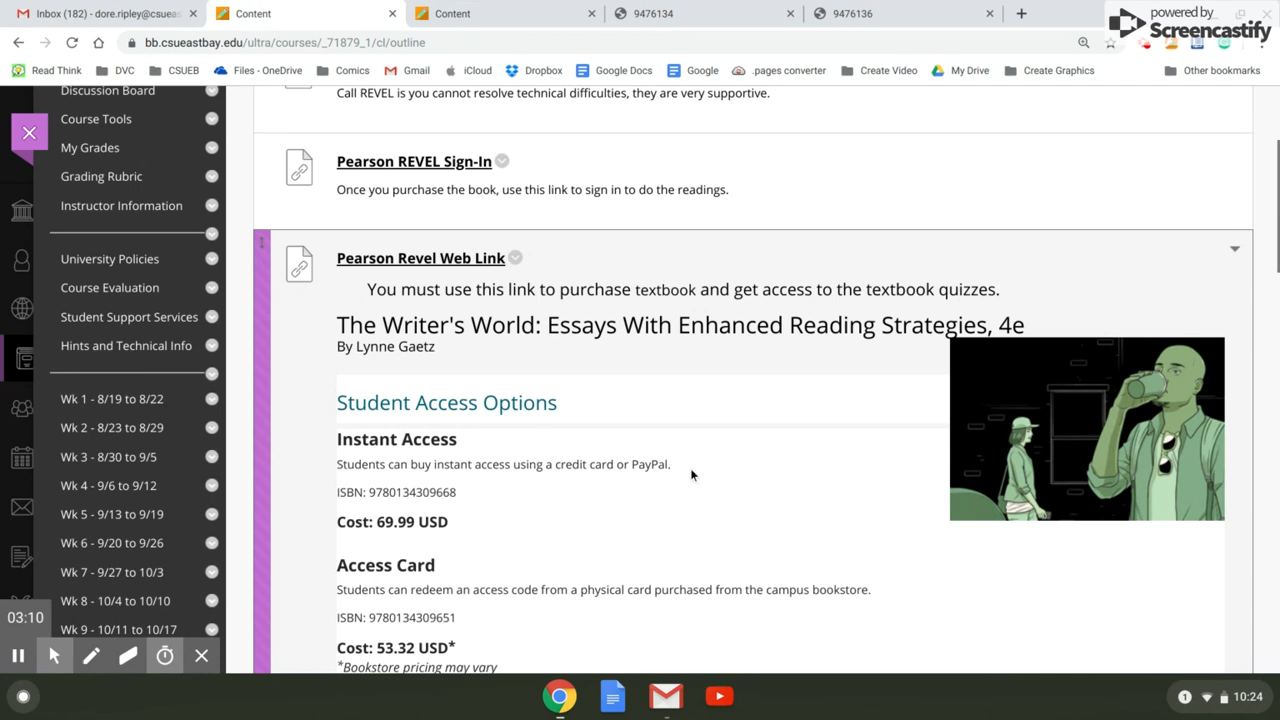 Inbox (182) - dore.ripley@csueas
Content
Content
9476134
9476136
powered by
Screencastify
bb.csueastbay.edu/ultra/courses/_71879_1/cl/outline
Read Think
DVC
CSUEB
Files - OneDrive
Comics
Gmail
iCloud
Dropbox
Google Docs
Google
.pages converter
Create Video
My Drive
Create Graphics
Other bookmarks
Discussion Board
Course Tools
My Grades
Grading Rubric
Instructor Information
University Policies
Course Evaluation
Student Support Services
Hints and Technical Info
Wk 1 - 8/19 to 8/22
Wk 2 - 8/23 to 8/29
Wk 3 - 8/30 to 9/5
Wk 4 - 9/6 to 9/12
Wk 5 - 9/13 to 9/19
Wk 6 - 9/20 to 9/26
Wk 7 - 9/27 to 10/3
Wk 8 - 10/4 to 10/10
Wk 9 - 10/11 to 10/17
03:10
Call REVEL is you cannot resolve technical difficulties, they are very supportive.
Pearson REVEL Sign-In
Once you purchase the book, use this link to sign in to do the readings.
Pearson Revel Web Link
You must use this link to purchase textbook and get access to the textbook quizzes.
The Writer's World: Essays With Enhanced Reading Strategies, 4e
By Lynne Gaetz
Student Access Options
Instant Access
Students can buy instant access using a credit card or PayPal.
ISBN: 9780134309668
Cost: 69.99 USD
Access Card
Students can redeem an access code from a physical card purchased from the campus bookstore.
ISBN: 9780134309651
Cost: 53.32 USD*
*Bookstore pricing may vary
1
10:24